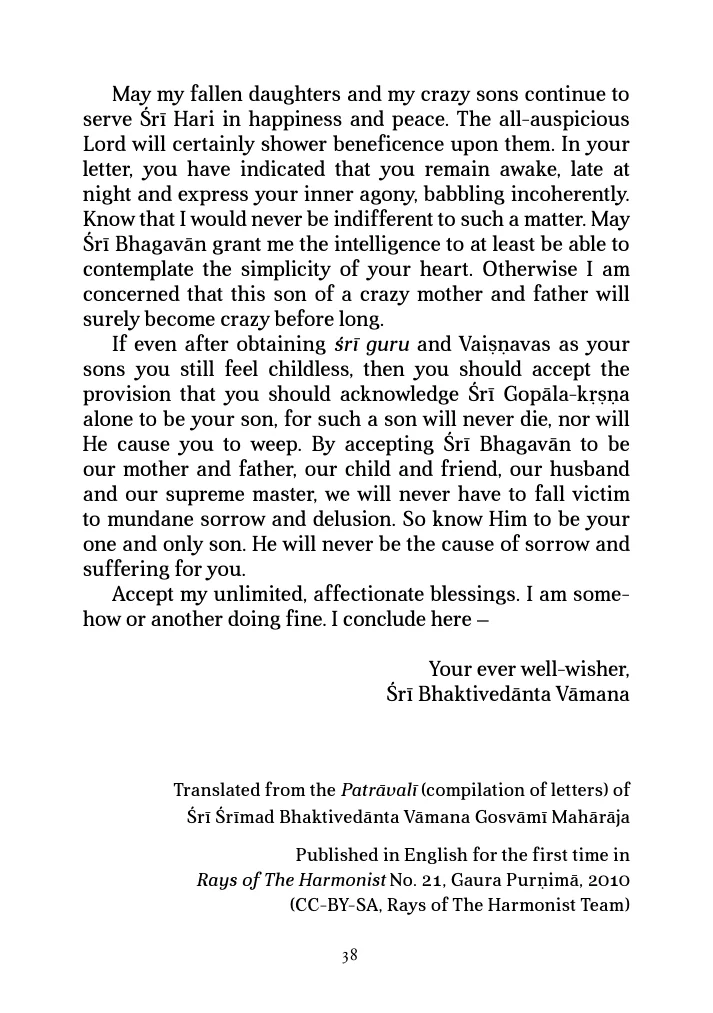 May my fallen daughters and my crazy sons continue to
serve Śrī Hari in happiness and peace. The all-auspicious
Lord will certainly shower beneficence upon them. In your
letter, you have indicated that you remain awake, late at
night and express your inner agony, babbling incoherently.
Know that I would never be indifferent to such a matter. May
Śrī Bhagavān grant me the intelligence to at least be able to
contemplate the simplicity of your heart. Otherwise I am
concerned that this son of a crazy mother and father will
surely become crazy before long.
If even after obtaining śrī guru and Vaiṣṇavas as your
sons you still feel childless, then you should accept the
provision that you should acknowledge Śrī Gopāla-kṛṣṇa
alone to be your son, for such a son will never die, nor will
He cause you to weep. By accepting Śrī Bhagavān to be
our mother and father, our child and friend, our husband
and our supreme master, we will never have to fall victim
to mundane sorrow and delusion. So know Him to be your
one and only son. He will never be the cause of sorrow and
suffering for you.
Accept my unlimited, affectionate blessings. I am some-
how or another doing fine. I conclude here –
Your ever well-wisher,
Śrī Bhaktivedānta Vāmana
Translated from the Patrāvalī (compilation of letters) of
Śrī Śrīmad Bhaktivedānta Vāmana Gosvāmī Mahārāja
Published in English for the first time in
Rays of The Harmonist No. 21, Gaura Purṇimā, 2010
(CC-BY-SA, Rays of The Harmonist Team)
38